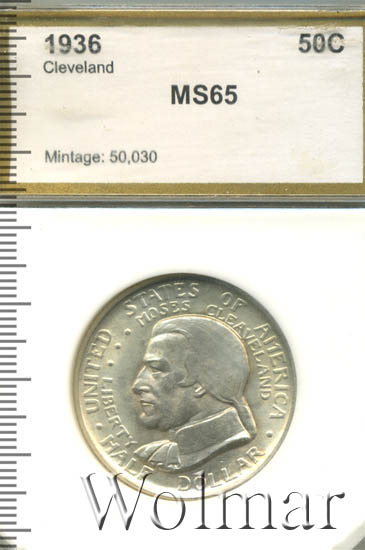 1936 50C
Cleveland
MS65
Mintage: 50,030
UNITED STATES OF AMERICA
MOSES CLEAVELAND
LIBERTY
HALF DOLLAR
Wolmar